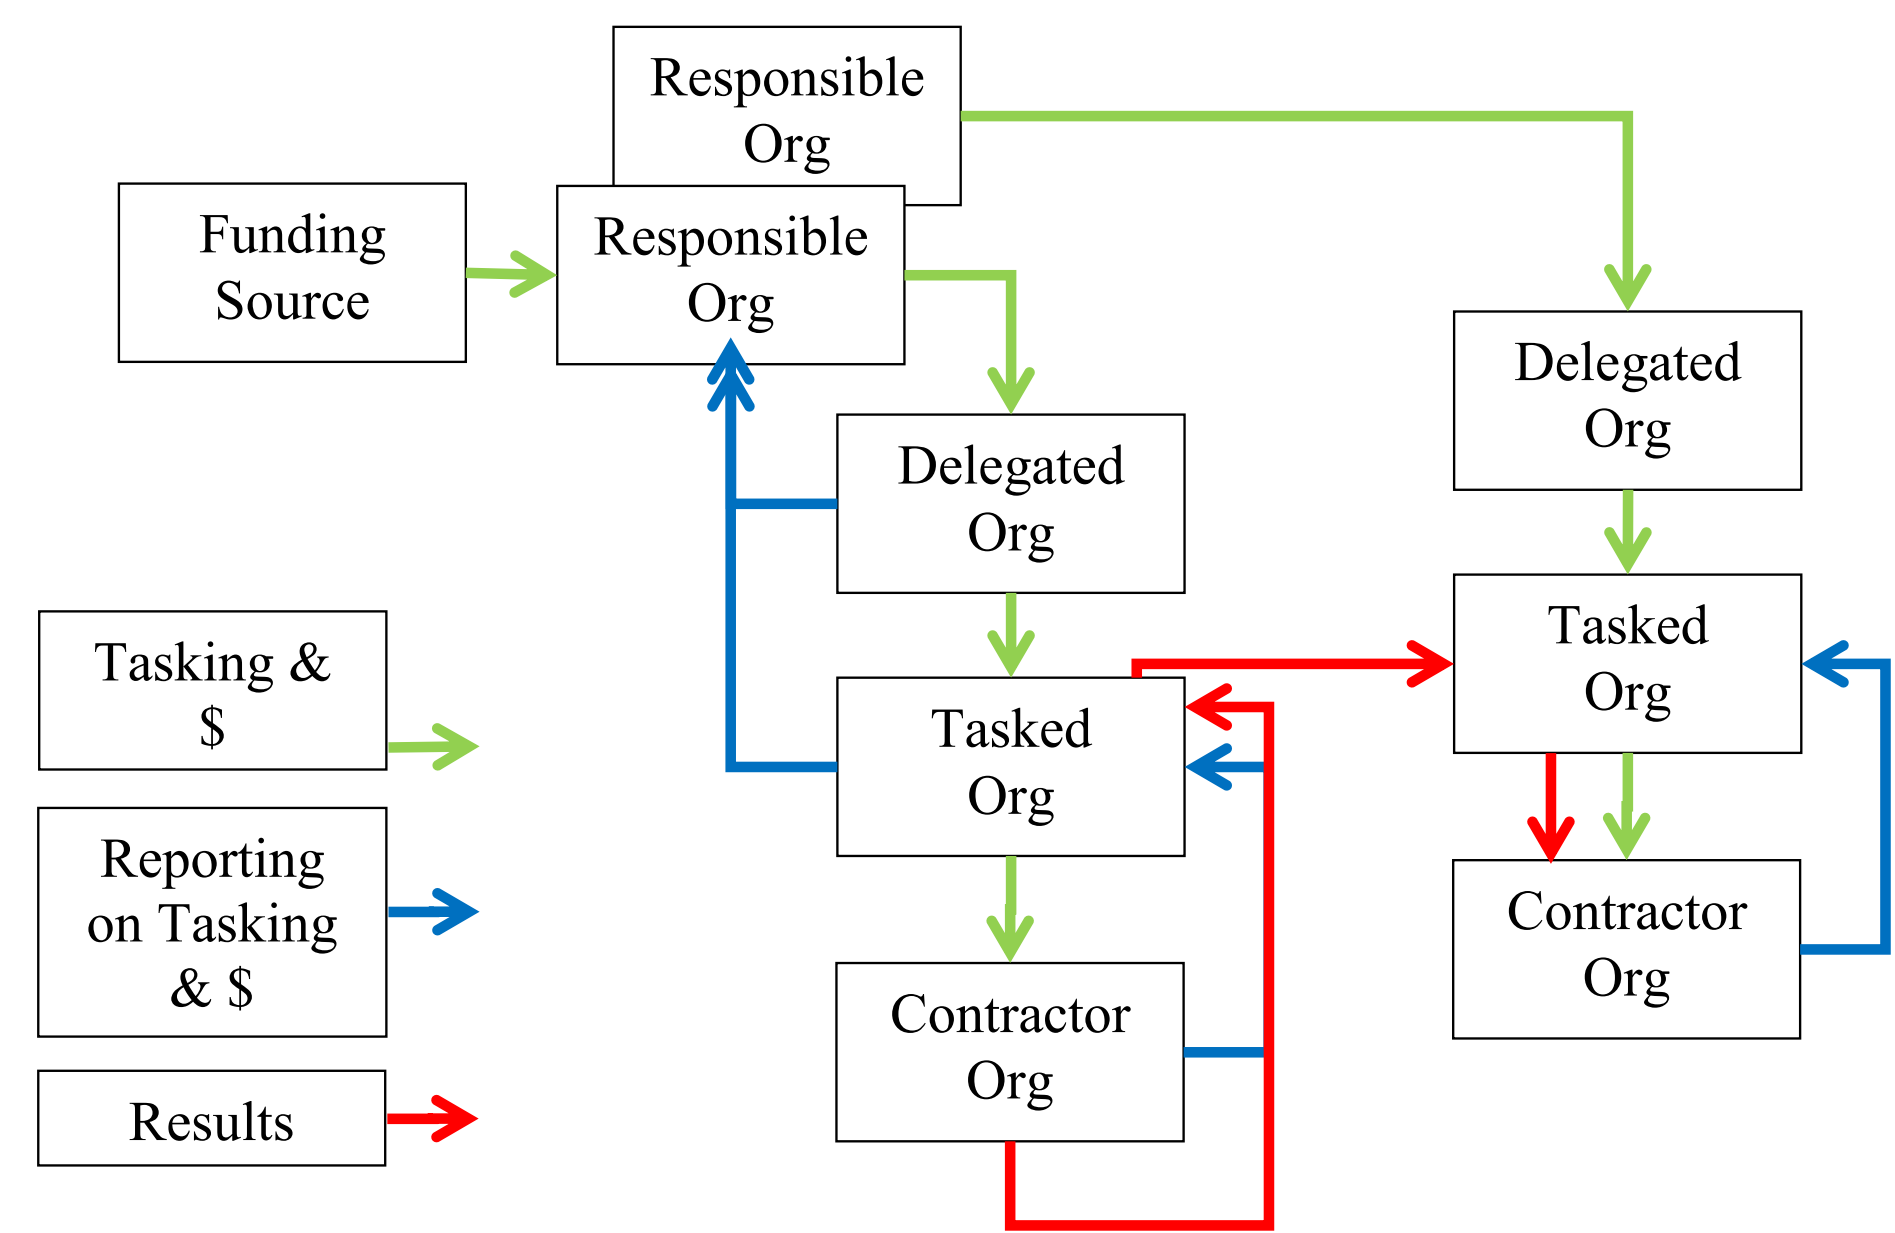 Responsible
Org
Funding
Source
Responsible
Org
Delegated
Org
Delegated
Org
Tasked
Org
Tasked
Org
Contractor
Org
Contractor
Org
Tasking &
$
Reporting
on Tasking
& $
Results